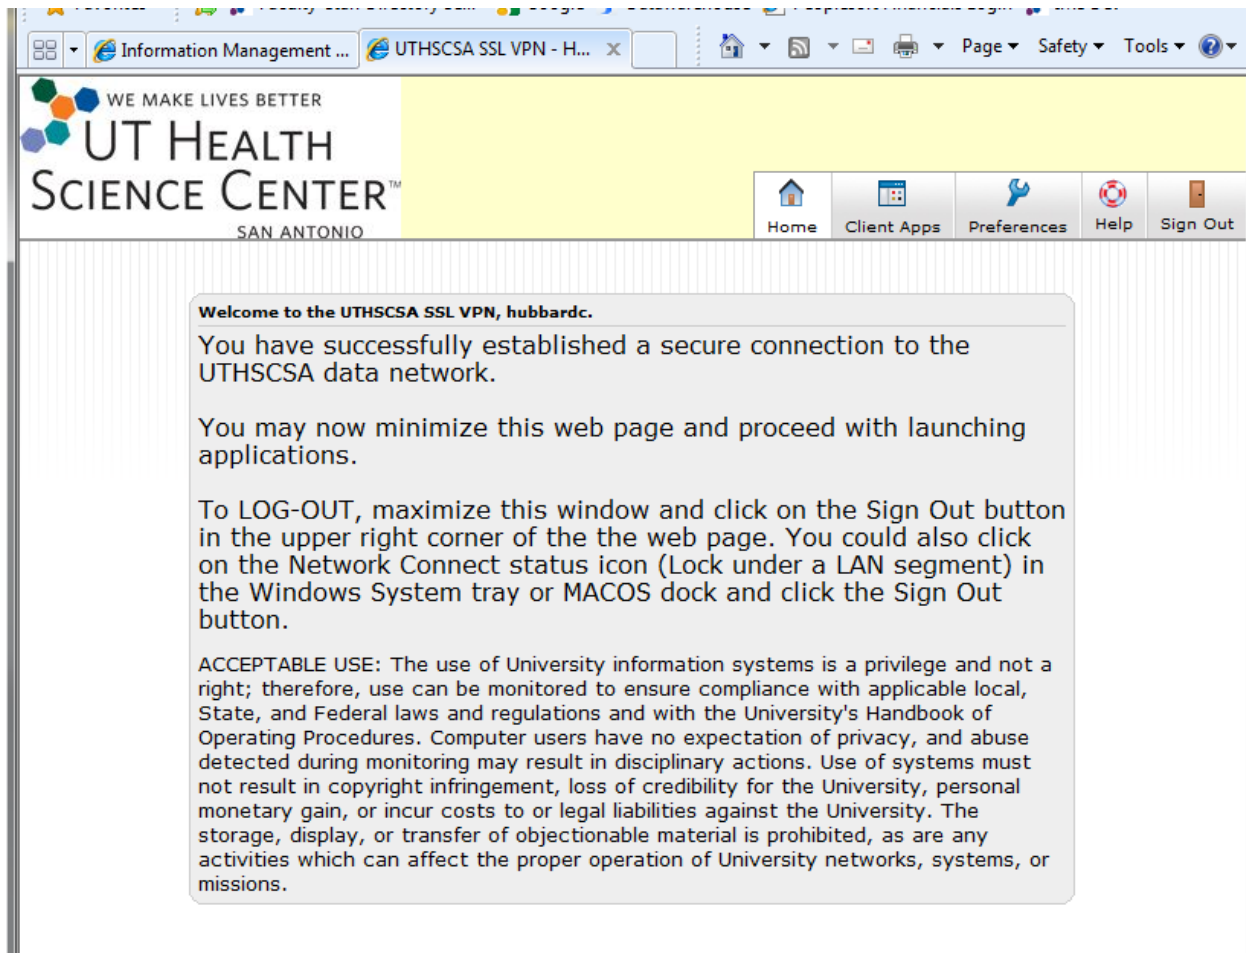 Information Management ...
UTHSCSA SSL VPN - H...
Page
Safety
Tools
WE MAKE LIVES BETTER
UT HEALTH
SCIENCE CENTER™
SAN ANTONIO
Home
Client Apps
Preferences
Help
Sign Out
Welcome to the UTHSCSA SSL VPN, hubbardc.
You have successfully established a secure connection to the
UTHSCSA data network.
You may now minimize this web page and proceed with launching
applications.
To LOG-OUT, maximize this window and click on the Sign Out button
in the upper right corner of the the web page. You could also click
on the Network Connect status icon (Lock under a LAN segment) in
the Windows System tray or MACOS dock and click the Sign Out
button.
ACCEPTABLE USE: The use of University information systems is a privilege and not a
right; therefore, use can be monitored to ensure compliance with applicable local,
State, and Federal laws and regulations and with the University's Handbook of
Operating Procedures. Computer users have no expectation of privacy, and abuse
detected during monitoring may result in disciplinary actions. Use of systems must
not result in copyright infringement, loss of credibility for the University, personal
monetary gain, or incur costs to or legal liabilities against the University. The
storage, display, or transfer of objectionable material is prohibited, as are any
activities which can affect the proper operation of University networks, systems, or
missions.